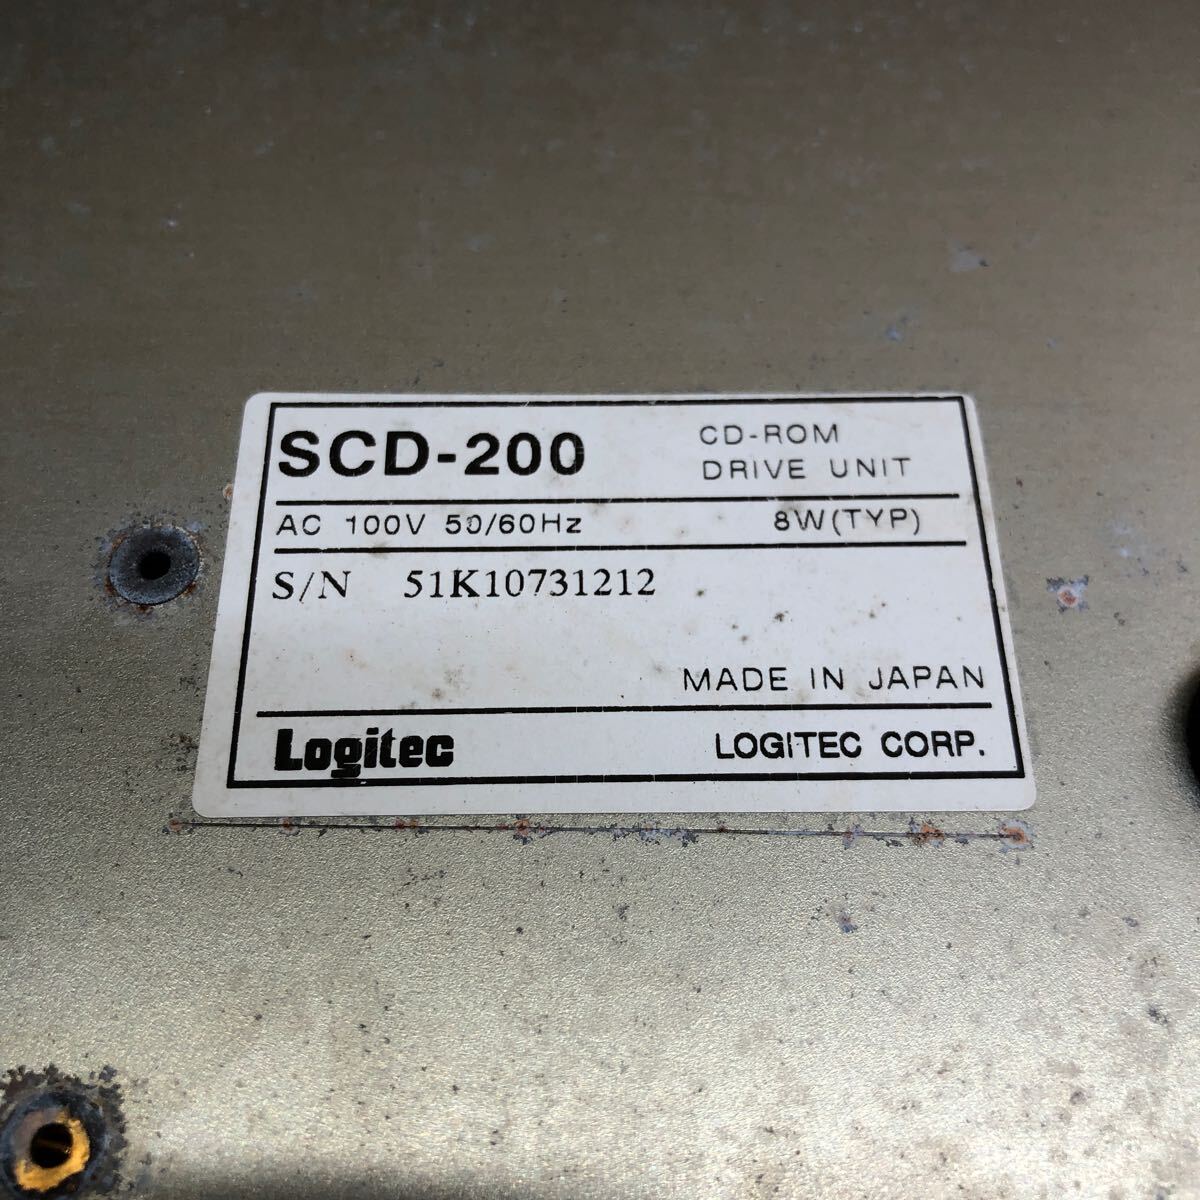 SCD-200
CD-ROM
DRIVE UNIT
AC 100V 50/60Hz 8W(TYP)
S/N 51K10731212
MADE IN JAPAN
Logitec LOGITEC CORP.